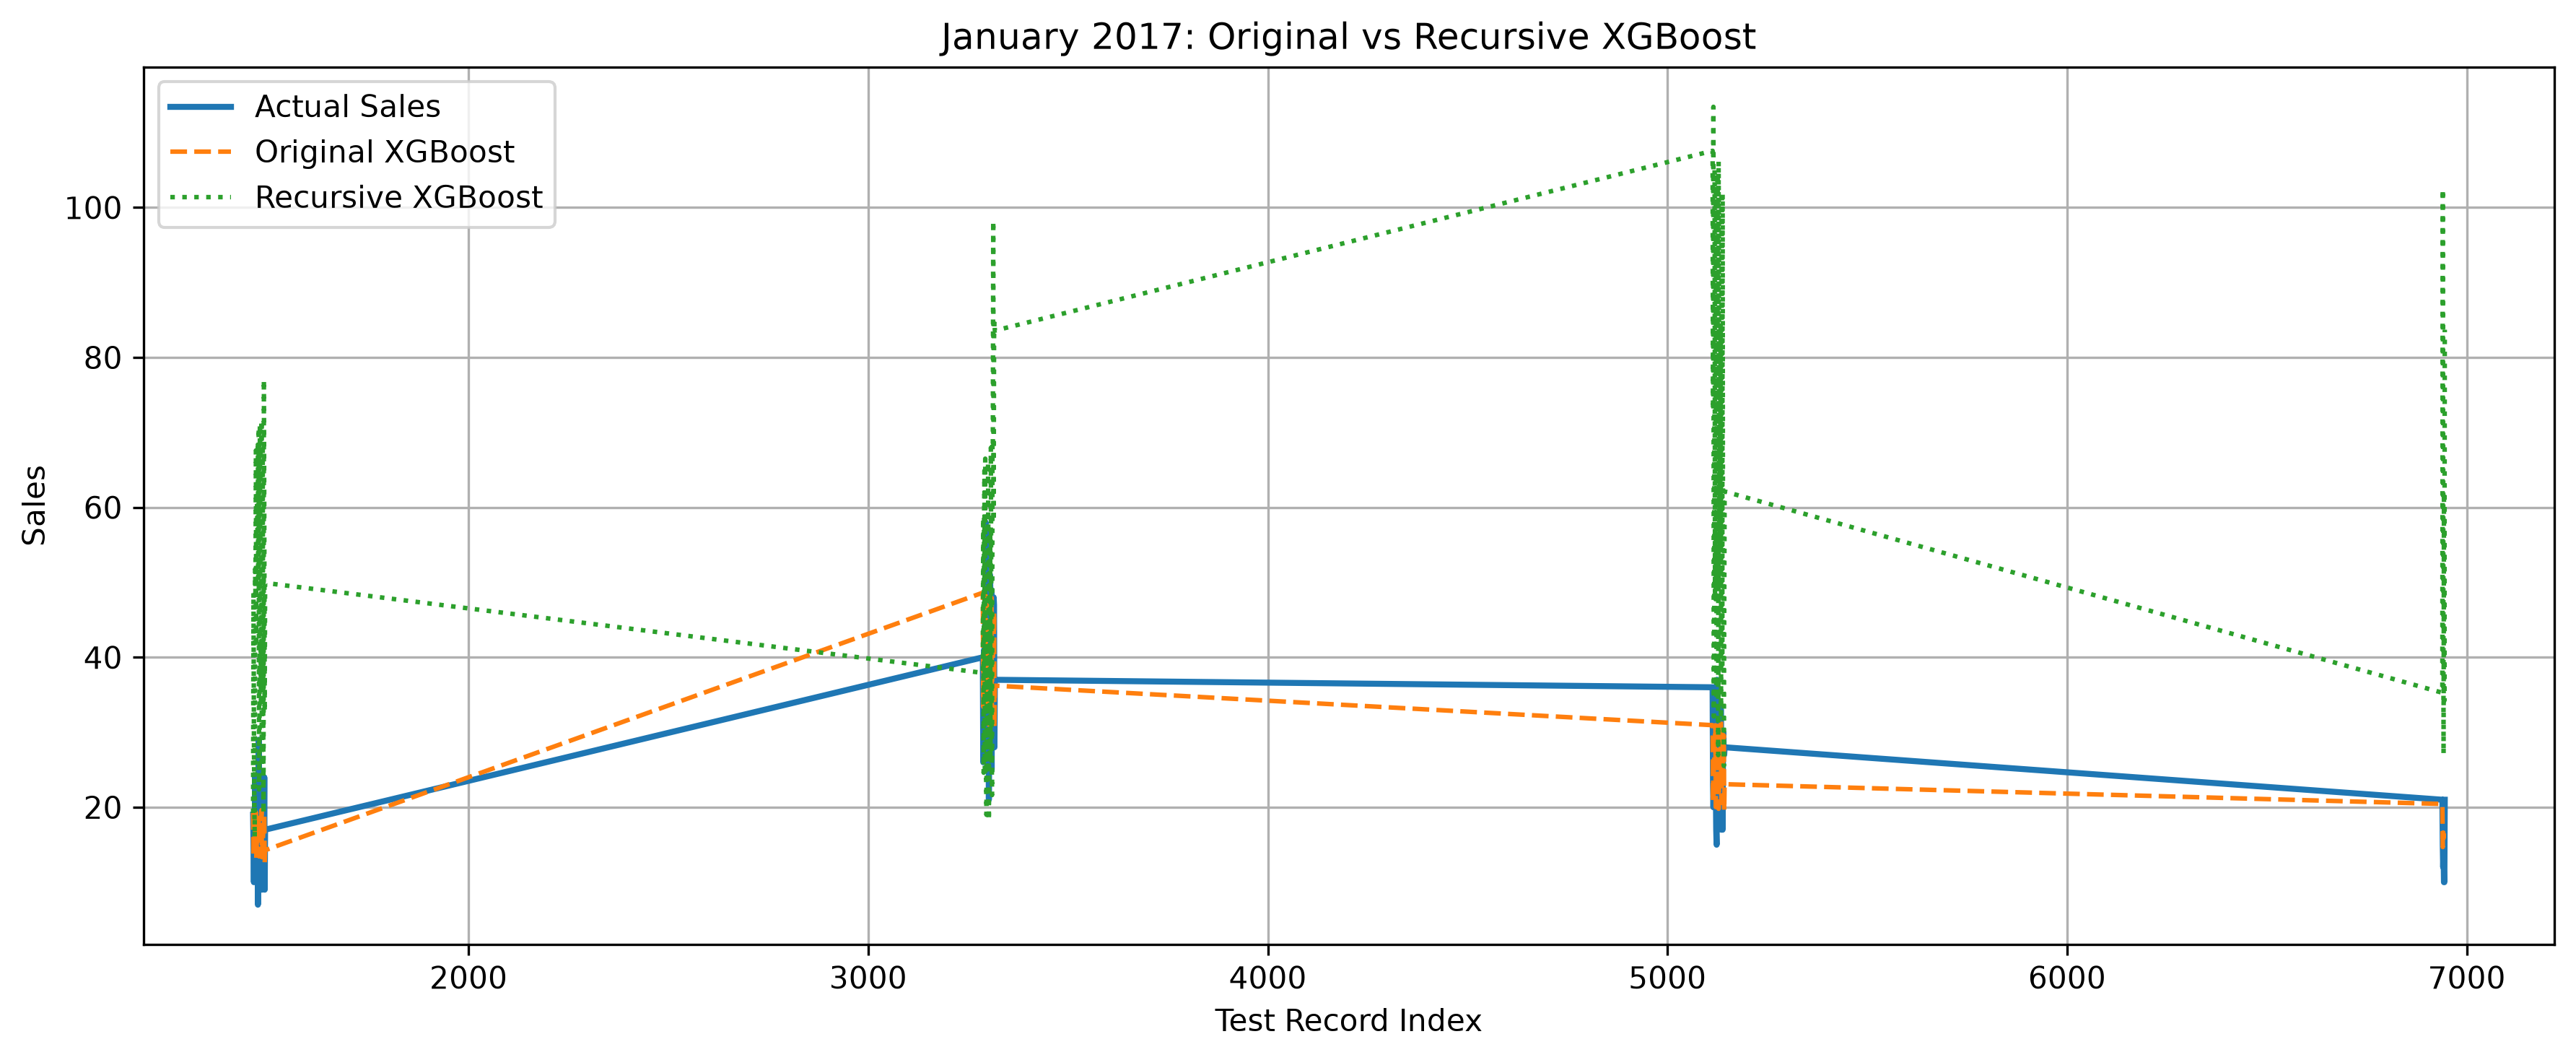 January 2017: Original vs Recursive XGBoost
Actual Sales
Original XGBoost
Recursive XGBoost
Sales
100
80
60
40
20
2000 3000 4000 5000 6000 7000
Test Record Index